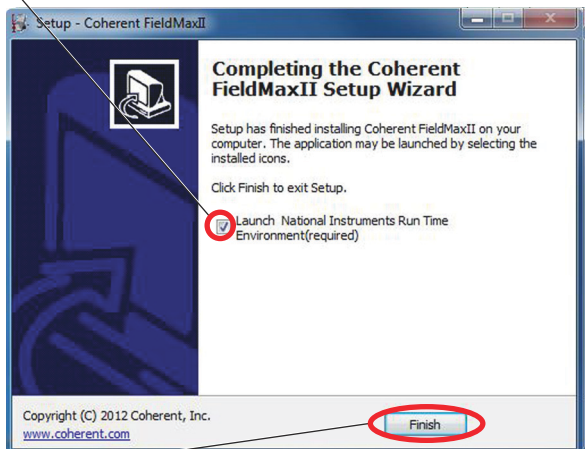 Setup - Coherent FieldMaxII
Completing the Coherent
FieldMaxII Setup Wizard
Setup has finished installing Coherent FieldMaxII on your
computer. The application may be launched by selecting the
installed icons.
Click Finish to exit Setup.
Launch National Instruments Run Time
Environment(required)
Copyright (C) 2012 Coherent, Inc.
www.coherent.com
Finish